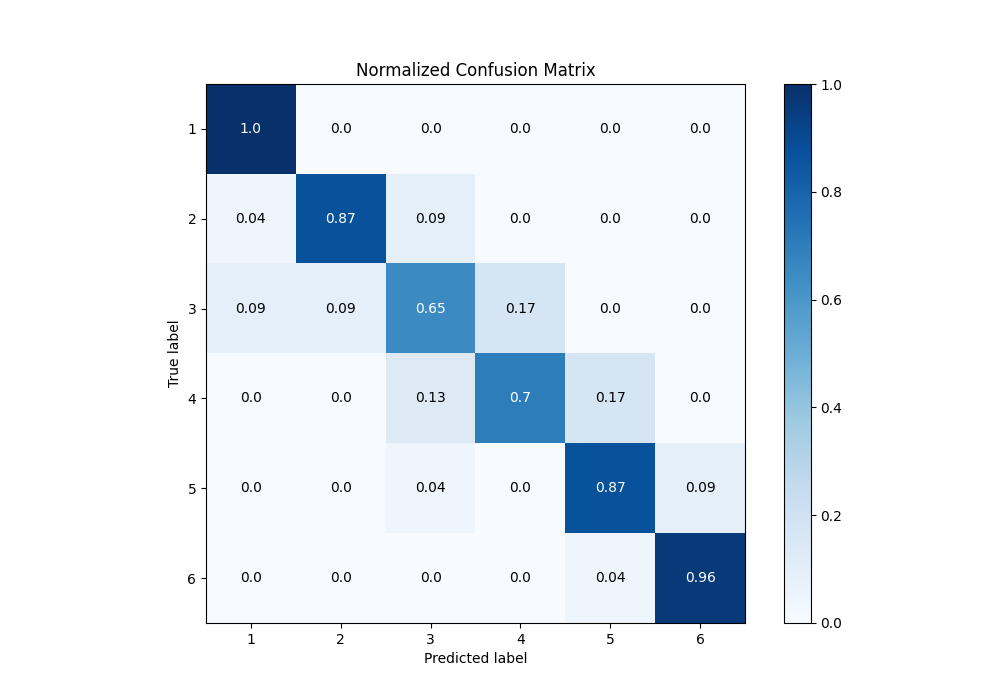 Normalized Confusion Matrix
1 1.0 0.0 0.0 0.0 0.0 0.0
2 0.04 0.87 0.09 0.0 0.0 0.0
3 0.09 0.09 0.65 0.17 0.0 0.0
4 0.0 0.0 0.13 0.7 0.17 0.0
5 0.0 0.0 0.04 0.0 0.87 0.09
6 0.0 0.0 0.0 0.0 0.04 0.96
1 2 3 4 5 6
Predicted label
True label
1.0
0.8
0.6
0.4
0.2
0.0